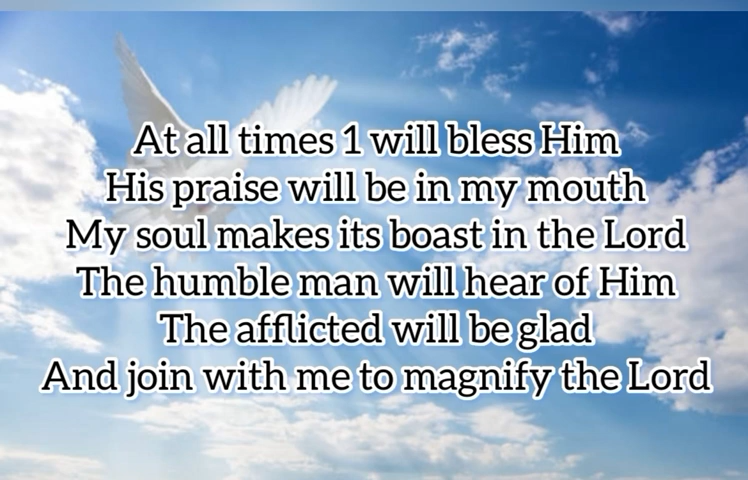 At all times 1 will bless Him
His praise will be in my mouth
My soul makes its boast in the Lord
The humble man will hear of Him
The afflicted will be glad
And join with me to magnify the Lord